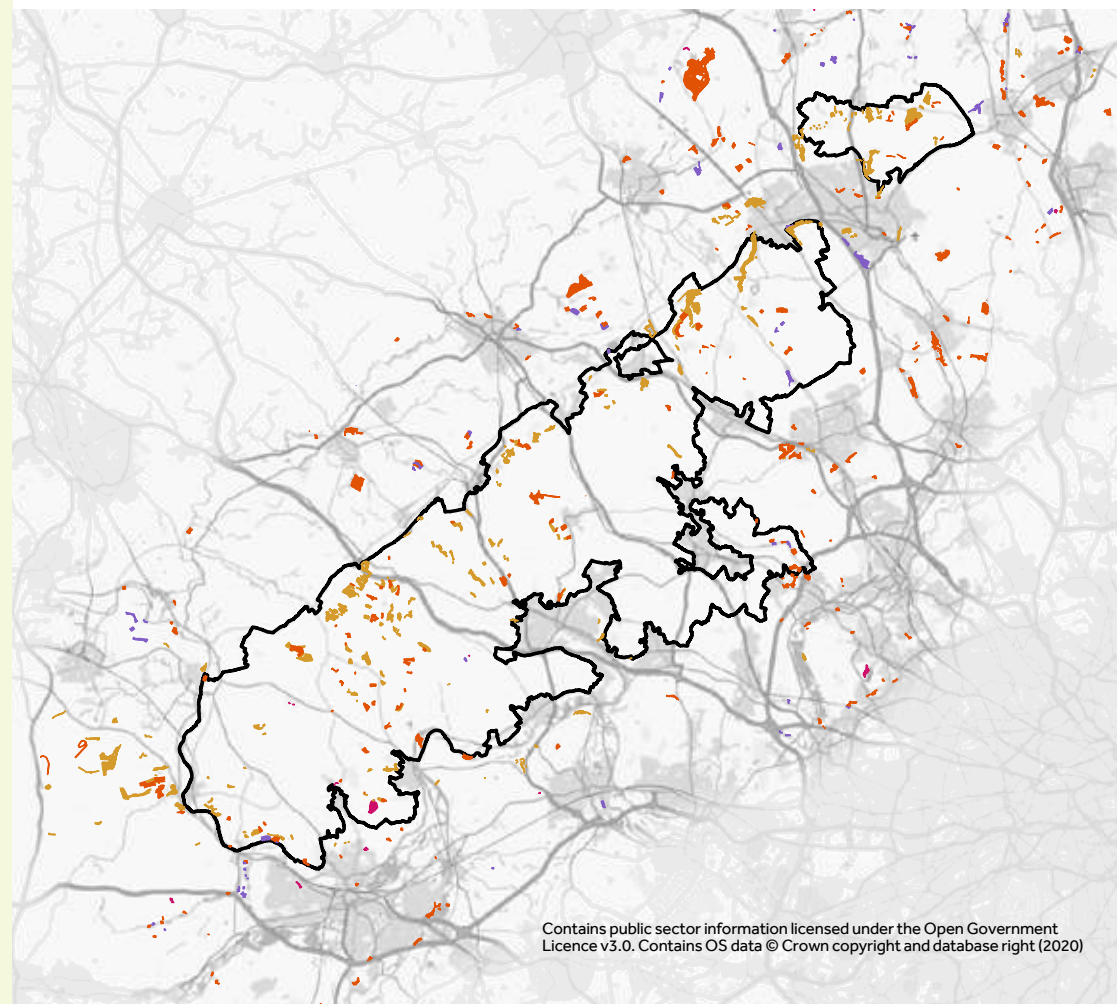 Contains public sector information licensed under the Open Government
Licence v3.0. Contains OS data © Crown copyright and database right (2020)